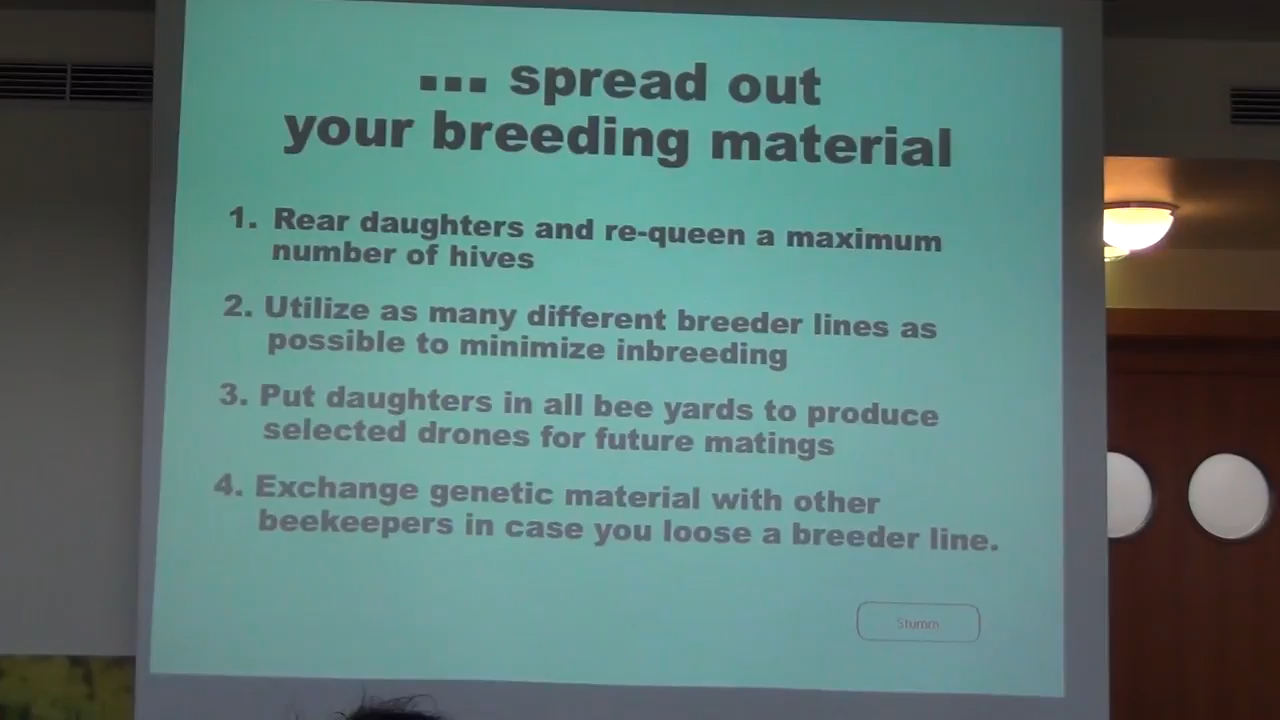 ... spread out
your breeding material
1. Rear daughters and re-queen a maximum
number of hives
2. Utilize as many different breeder lines as
possible to minimize inbreeding
3. Put daughters in all bee yards to produce
selected drones for future matings
4. Exchange genetic material with other
beekeepers in case you loose a breeder line.
Stumm